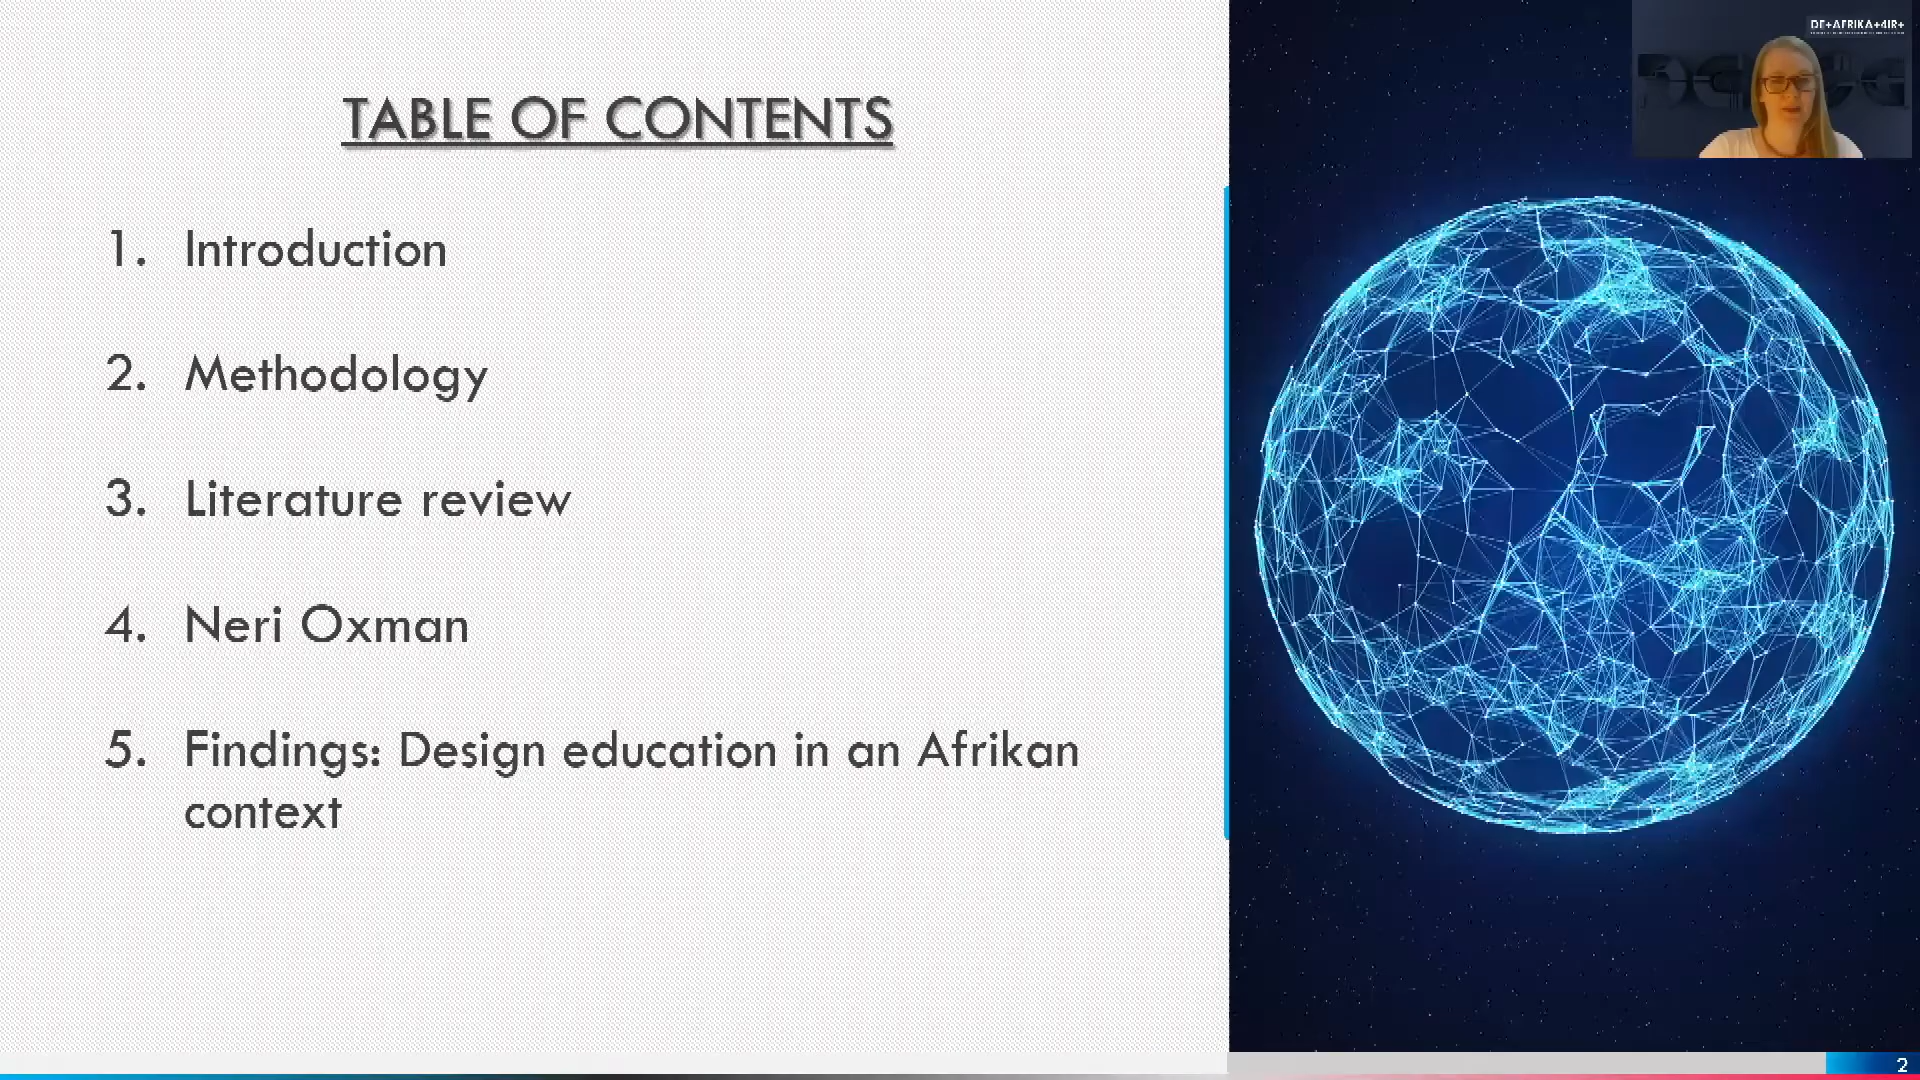 DE+AFRIKA+4IR+
TABLE OF CONTENTS
1. Introduction
2. Methodology
3. Literature review
4. Neri Oxman
5. Findings: Design education in an Afrikan
context
2